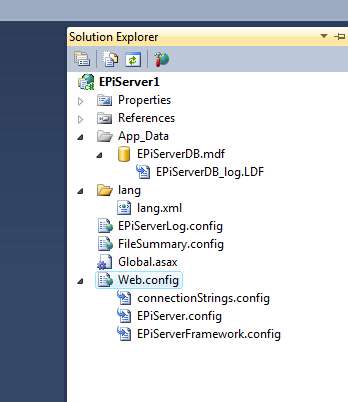 Solution Explorer
EPiServer1
Properties
References
App_Data
EPiServerDB.mdf
EPiServerDB_log.LDF
lang
lang.xml
EPiServerLog.config
FileSummary.config
Global.asax
Web.config
connectionStrings.config
EPiServer.config
EPiServerFramework.config